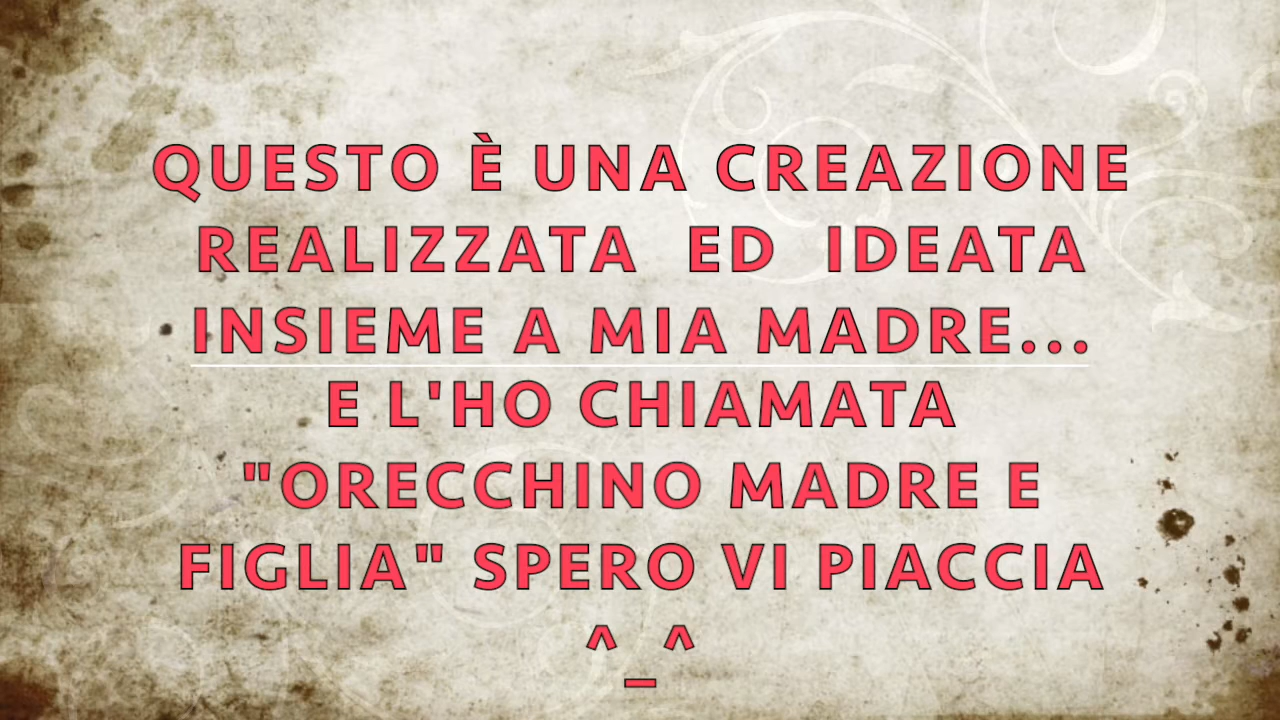 QUESTO È UNA CREAZIONE
REALIZZATA ED IDEATA
INSIEME A MIA MADRE...
E L'HO CHIAMATA
"ORECCHINO MADRE E
FIGLIA" SPERO VI PIACCIA
^_^